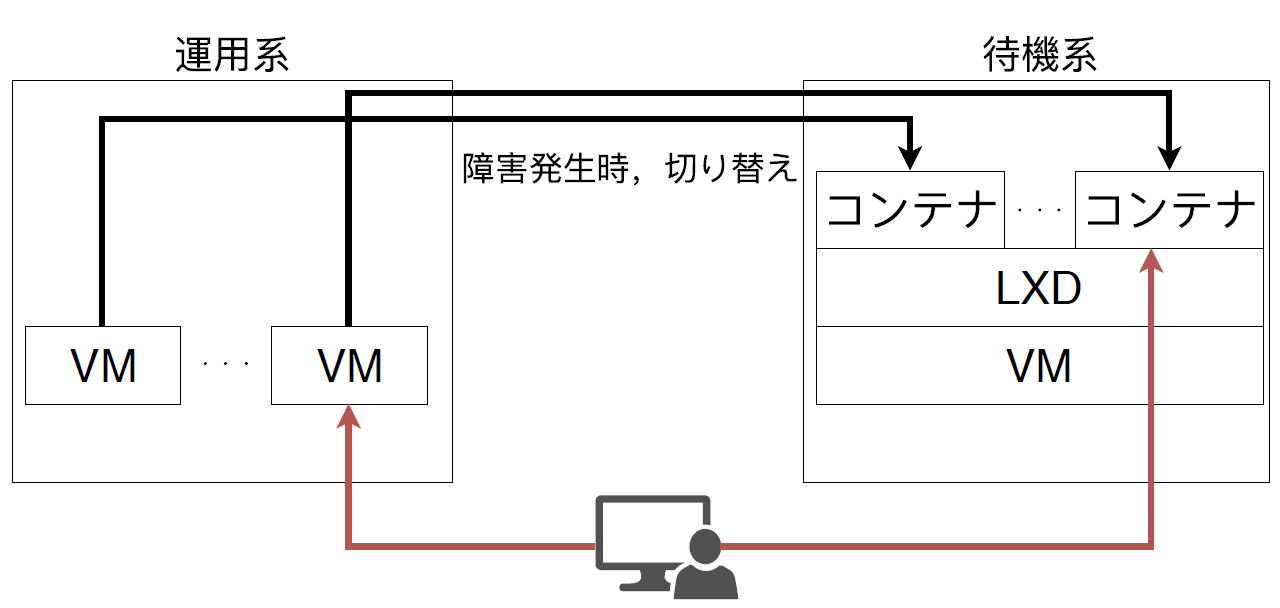 運用系
待機系
障害発生時，切り替え
コンテナ ・・・ コンテナ
LXD
VM ・・・ VM
VM